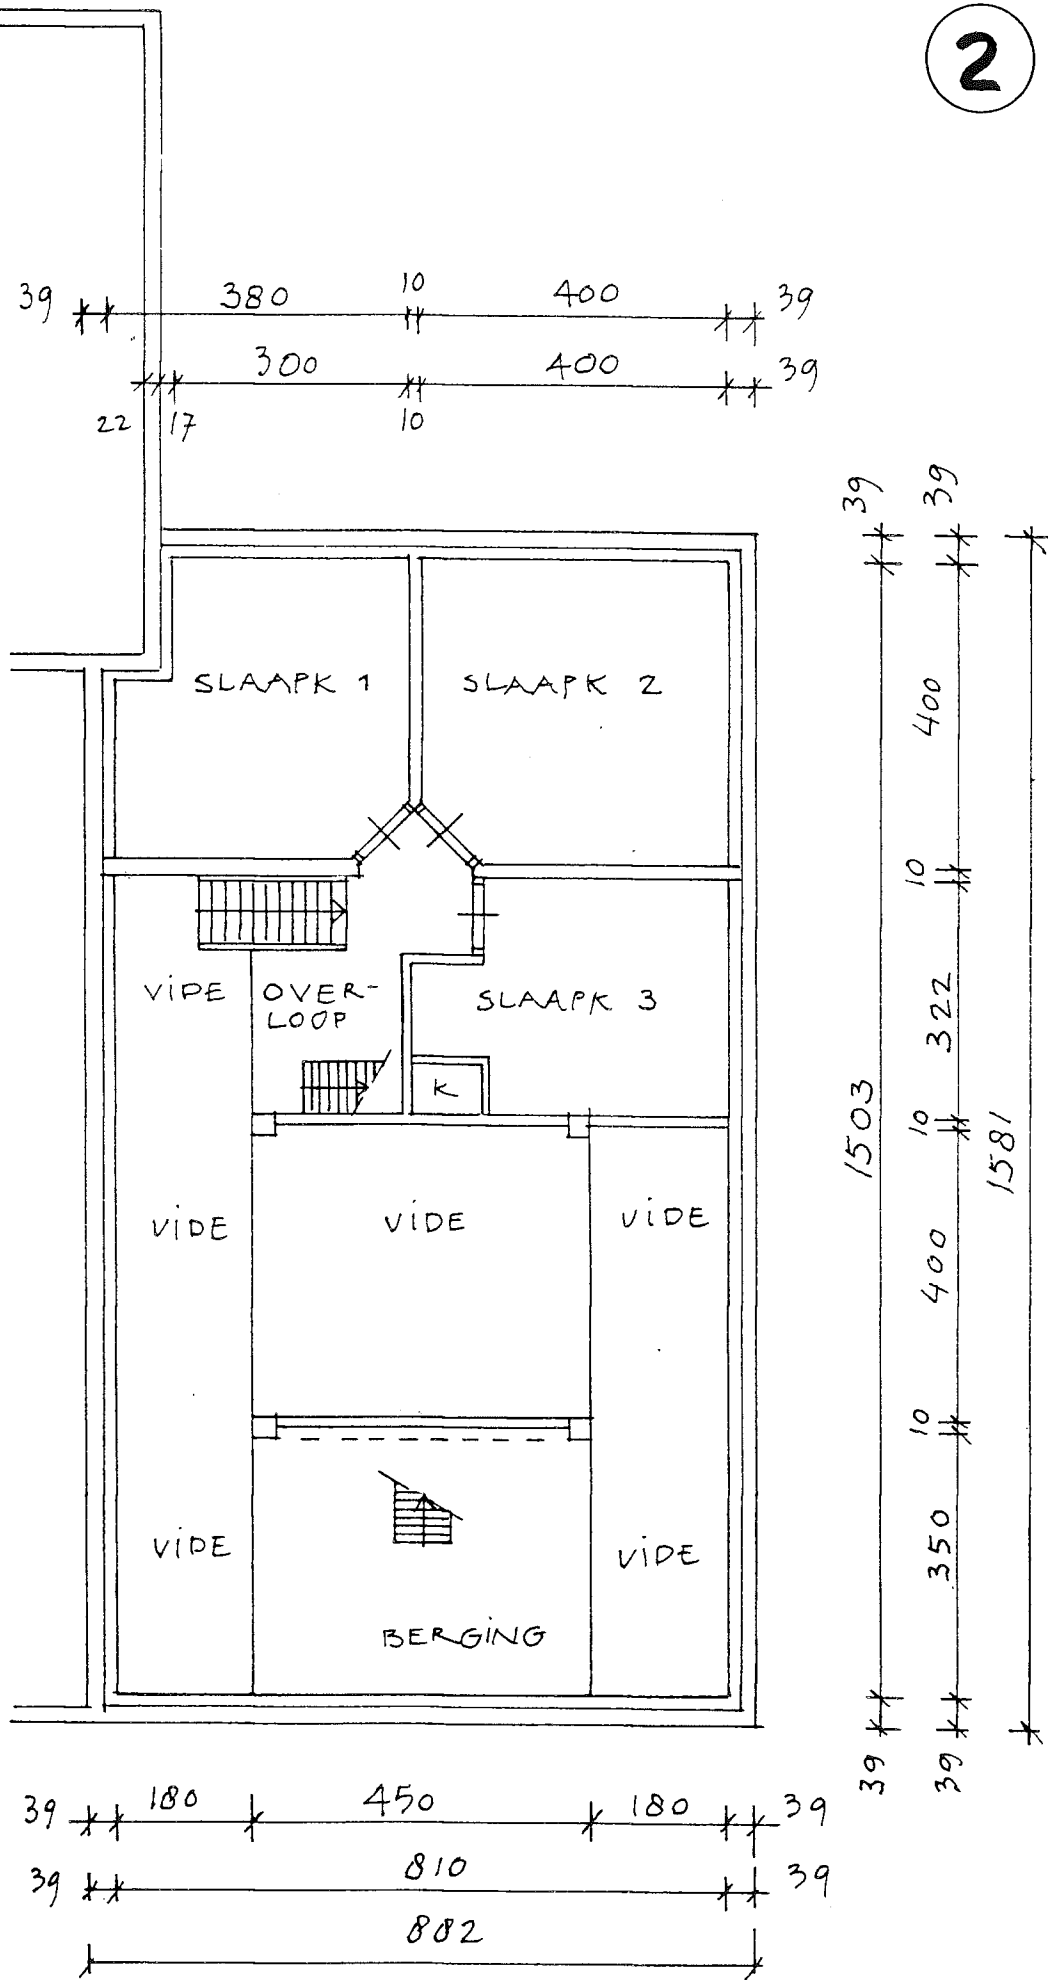 2
39 380 10 400 39
300 400 39
22 17 10
39 39
SLAAPK 1 SLAAPK 2
400
10
VIDE OVER-
LOOP
SLAAPK 3
322
K
1503 10 1581
VIDE VIDE VIDE
400
10
VIDE VIDE
350
BERGING
39 39
39 180 450 180 39
39 810 39
882